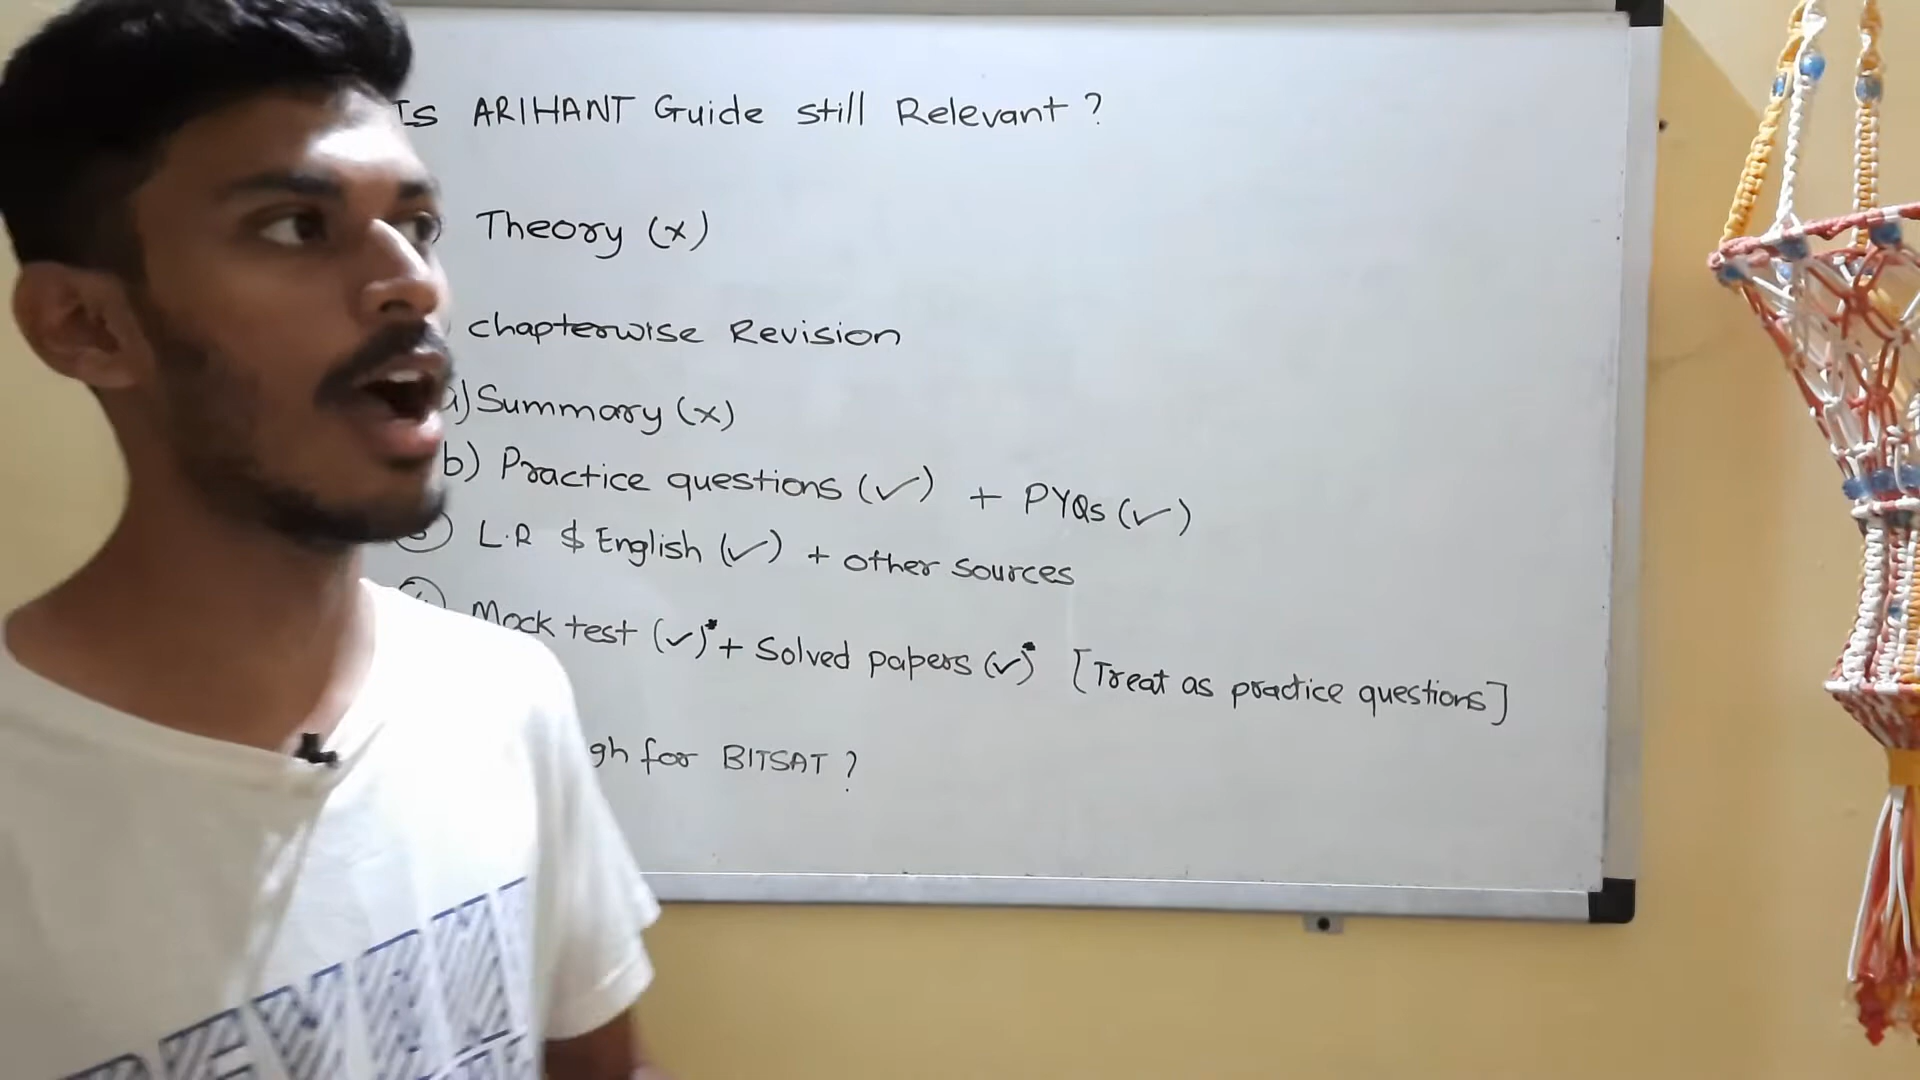 Is ARIHANT Guide still Relevant ?
Theory (x)
chapterwise Revision
a) Summary (x)
b) Practice questions (✓) + PYQs (✓)
3 L.R & English (✓) + other sources
Mock test (✓)* + Solved papers (✓)* [Treat as practice questions]
gh for BITSAT ?